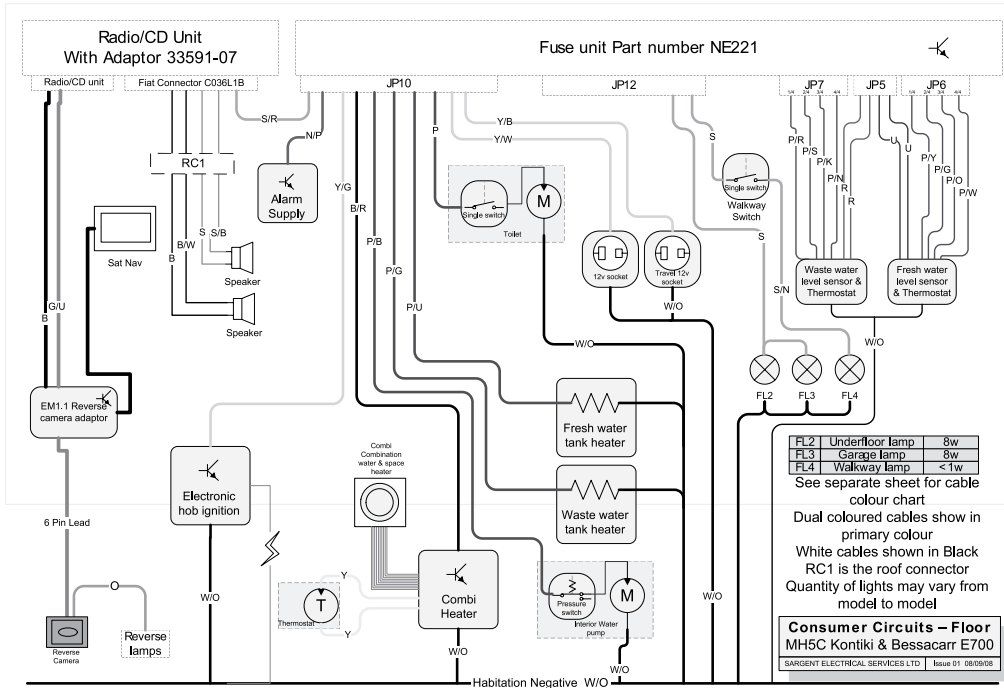 Radio/CD Unit
With Adaptor 33591-07
Fuse unit Part number NE221
Radio/CD unit
Fiat Connector C036L1B
JP10
JP12
JP7
JP5
JP6
1/4 2/4 3/4 4/4
1/4 2/4 3/4 4/4
S/R
N/P
P
Y/B
Y/W
S
RC1
Alarm
Supply
Y/G
B/R
P/B
P/G
P/U
Single switch
M
Toilet
Single switch
Walkway
Switch
P/R
P/S
P/K
P/N
R
R
U
U
P/Y
P/G
P/O
P/W
Sat Nav
B
B/W
S
S/B
Speaker
Speaker
12v socket
Travel 12v
socket
W/O
S
S/N
Waste water
level sensor
& Thermostat
Fresh water
level sensor
& Thermostat
W/O
B
G/U
W/O
FL2
FL3
FL4
EM1.1 Reverse
camera adaptor
Fresh water
tank heater
Waste water
tank heater
Electronic
hob ignition
Combi
Combination
water & space
heater
6 Pin Lead
O
Reverse
Camera
Reverse
lamps
W/O
Thermostat
T
Y
Y
Combi
Heater
W/O
Pressure
switch
M
Interior Water
pump
W/O
W/O
FL2 Underfloor lamp 8w
FL3 Garage lamp 8w
FL4 Walkway lamp <1w
See separate sheet for cable
colour chart
Dual coloured cables show in
primary colour
White cables shown in Black
RC1 is the roof connector
Quantity of lights may vary from
model to model
Consumer Circuits – Floor
MH5C Kontiki & Bessacarr E700
SARGENT ELECTRICAL SERVICES LTD Issue 01 08/09/08
Habitation Negative W/O